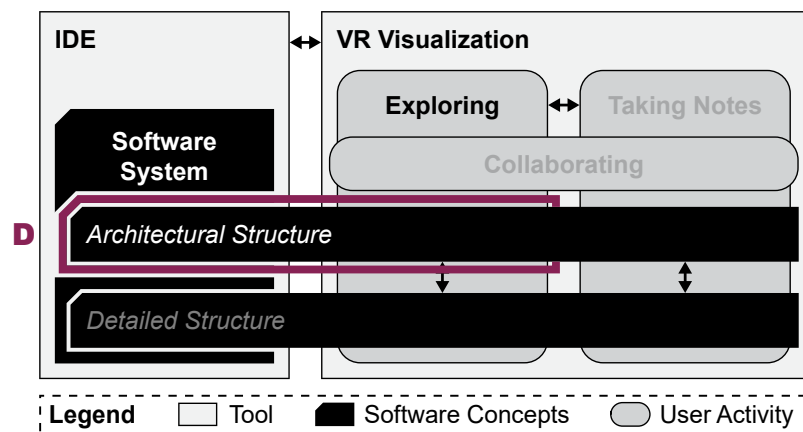 IDE
VR Visualization
Exploring
Taking Notes
Software
System
Collaborating
D
Architectural Structure
Detailed Structure
Legend Tool Software Concepts User Activity